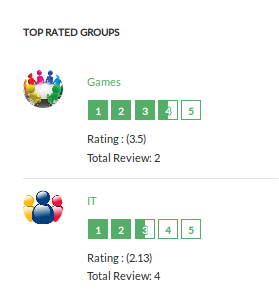 TOP RATED GROUPS
Games
1 2 3 4 5
Rating : (3.5)
Total Review: 2
IT
1 2 3 4 5
Rating : (2.13)
Total Review: 4